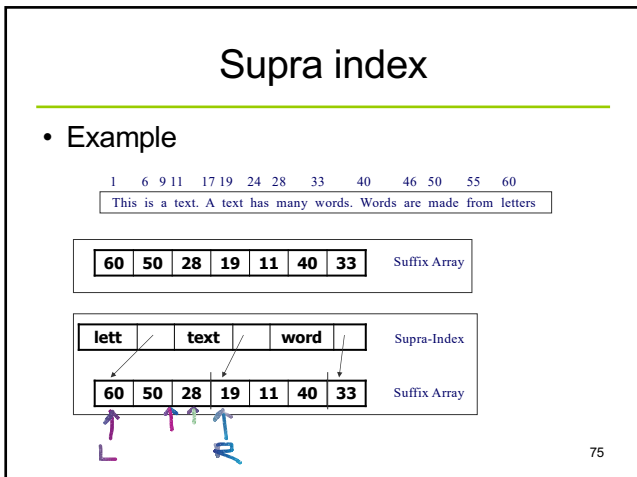 Supra index
• Example
1 6 9 11 17 19 24 28 33 40 46 50 55 60
This is a text. A text has many words. Words are made from letters
60 50 28 19 11 40 33 Suffix Array
lett text word Supra-Index
60 50 28 19 11 40 33 Suffix Array
L R
75